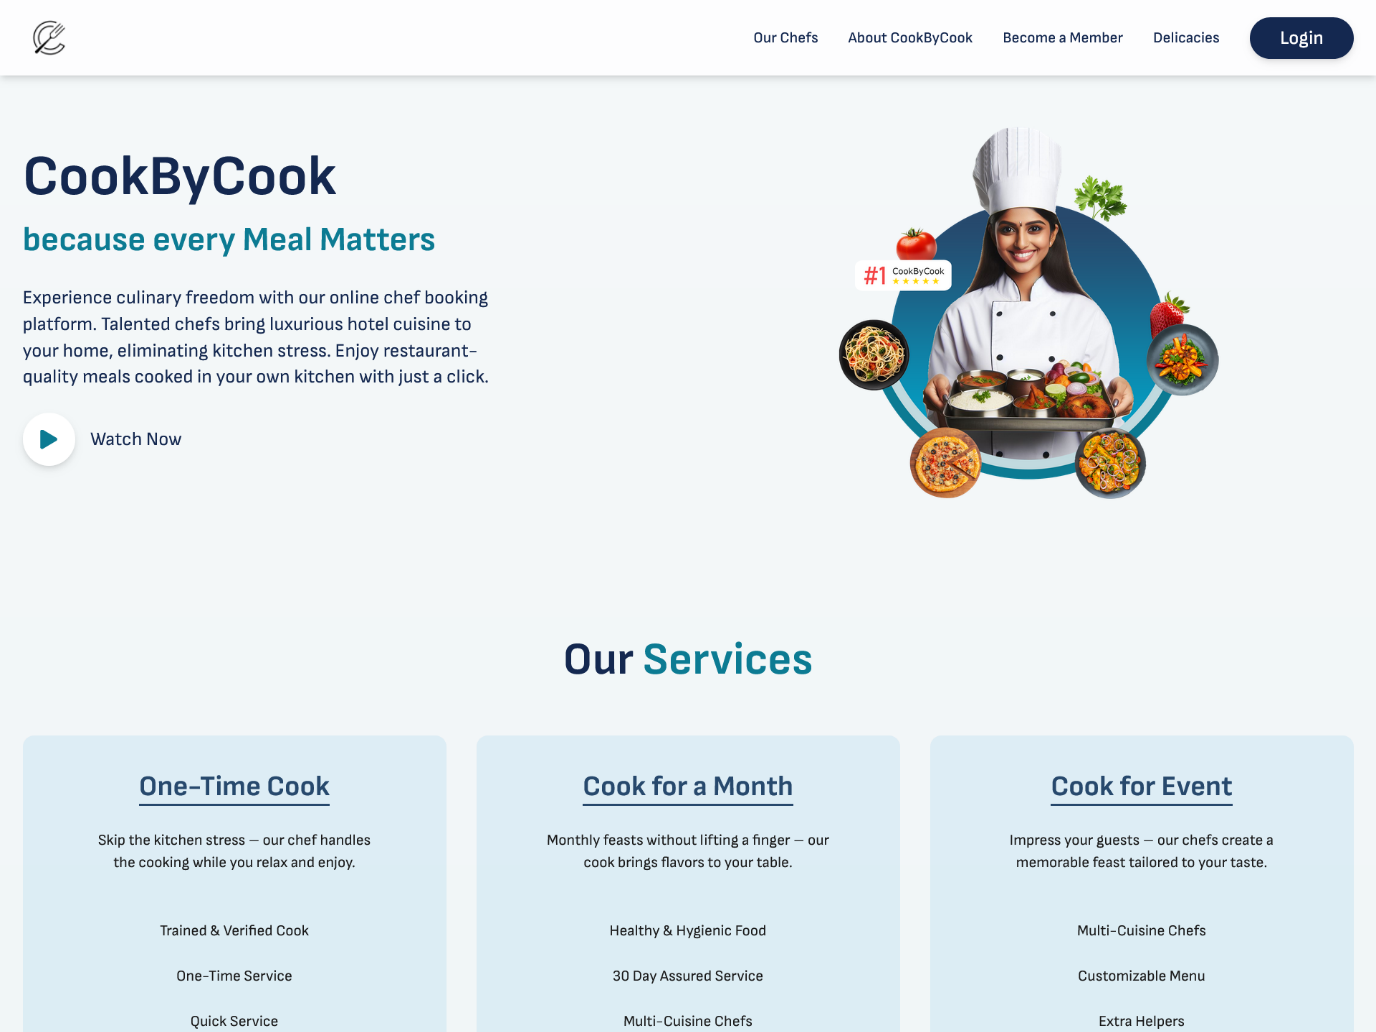 Our Chefs
About CookByCook
Become a Member
Delicacies
Login
CookByCook
because every Meal Matters
Experience culinary freedom with our online chef booking
platform. Talented chefs bring luxurious hotel cuisine to
your home, eliminating kitchen stress. Enjoy restaurant-
quality meals cooked in your own kitchen with just a click.
Watch Now
#1 CookByCook
Our Services
One-Time Cook
Skip the kitchen stress – our chef handles
the cooking while you relax and enjoy.
Trained & Verified Cook
One-Time Service
Quick Service
Cook for a Month
Monthly feasts without lifting a finger – our
cook brings flavors to your table.
Healthy & Hygienic Food
30 Day Assured Service
Multi-Cuisine Chefs
Cook for Event
Impress your guests – our chefs create a
memorable feast tailored to your taste.
Multi-Cuisine Chefs
Customizable Menu
Extra Helpers